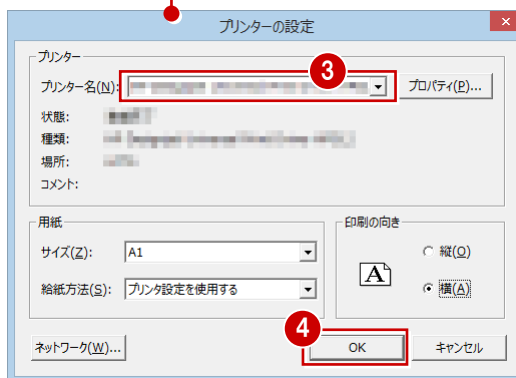 プリンターの設定
プリンター
3
プリンター名(N):
プロパティ(P)...
状態:
種類:
場所:
コメント:
用紙
サイズ(Z): A1
給紙方法(S): プリンタ設定を使用する
印刷の向き
A
縦(O)
横(A)
4
ネットワーク(W)...
OK
キャンセル